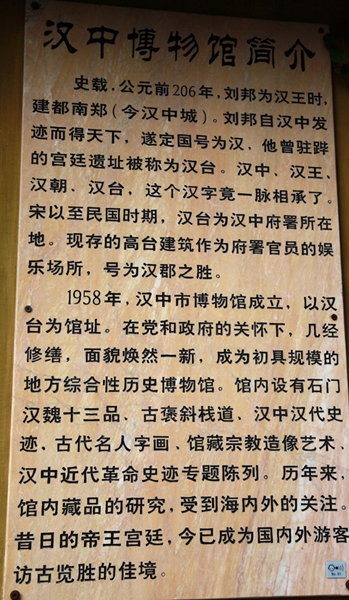 汉中博物馆简介
史载，公元前206年，刘邦为汉王时，
建都南郑（今汉中城）。刘邦自汉中发
迹而得天下，遂定国号为汉，他曾驻跸
的宫廷遗址被称为汉台。汉中、汉王、
汉朝、汉台，这个汉字竟一脉相承了。
宋以至民国时期，汉台为汉中府署所在
地。现存的高台建筑作为府署官员的娱
乐场所，号为汉郡之胜。
1958年，汉中市博物馆成立，以汉
台为馆址。在党和政府的关怀下，几经
修缮，面貌焕然一新，成为初具规模的
地方综合性历史博物馆。馆内设有石门
汉魏十三品、古褒斜栈道、汉中汉代史
迹、古代名人字画、馆藏宗教造像艺术、
汉中近代革命史迹专题陈列。历年来，
馆内藏品的研究，受到海内外的关注。
昔日的帝王宫廷，今已成为国内外游客
访古览胜的佳境。